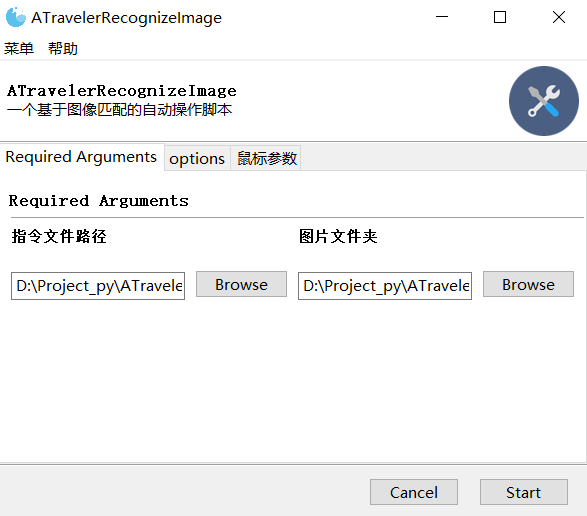 ATravelerRecognizeImage
菜单 帮助
ATravelerRecognizeImage
一个基于图像匹配的自动操作脚本
Required Arguments options 鼠标参数
Required Arguments
指令文件路径 图片文件夹
D:\Project_py\ATravele Browse D:\Project_py\ATravele Browse
Cancel Start